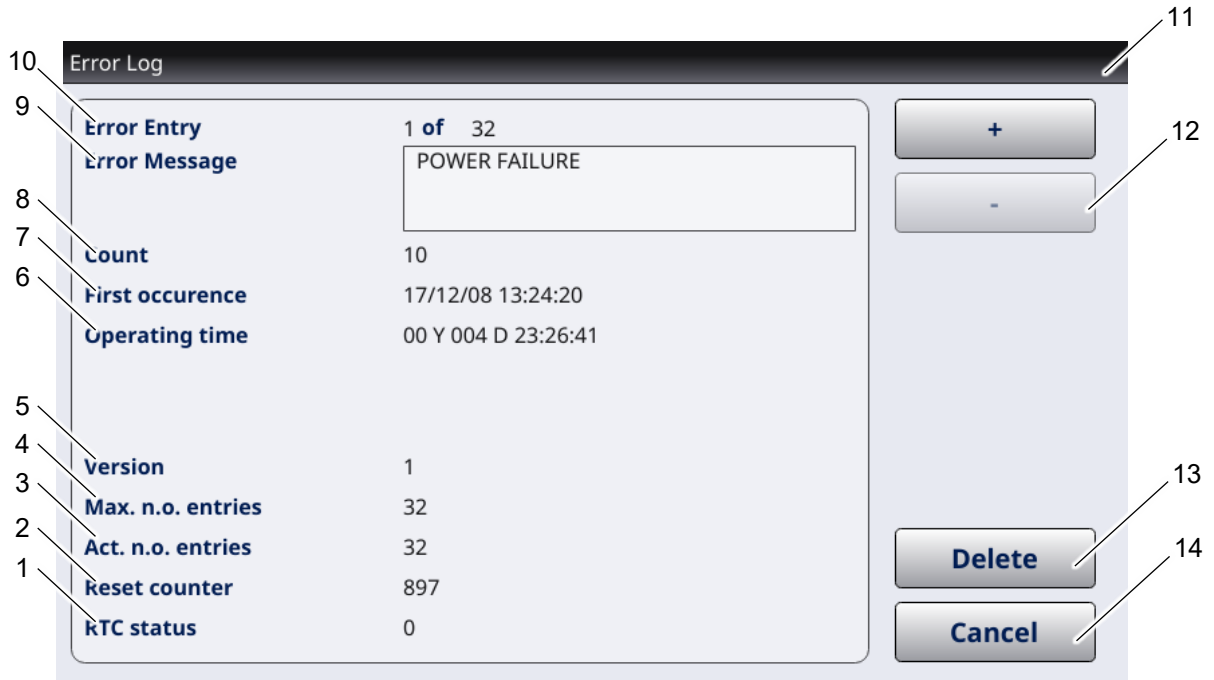 11
Error Log
10
Error Entry 1 of 32
+
9
Error Message POWER FAILURE
12
-
8
Count 10
7
First occurence 17/12/08 13:24:20
6
Operating time 00 Y 004 D 23:26:41
5
Version 1
4
Max. n.o. entries 32
3
Act. n.o. entries 32
13
Delete
2
Reset counter 897
14
1
RTC status 0
Cancel